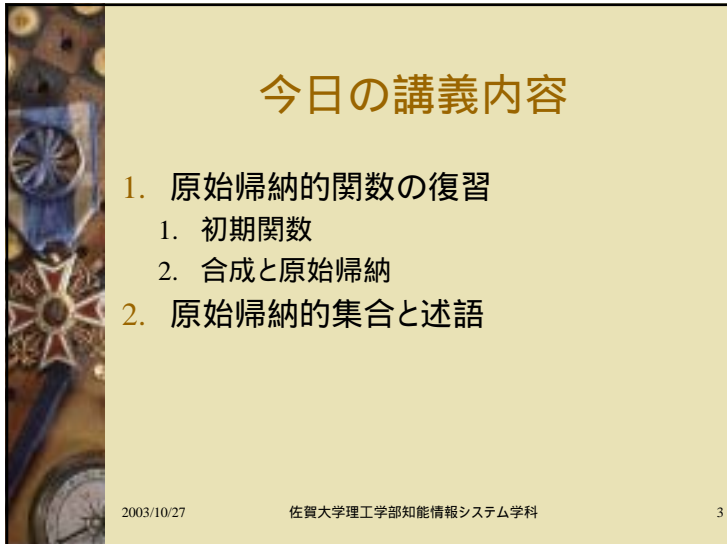 今日の講義内容
1. 原始帰納的関数の復習
1. 初期関数
2. 合成と原始帰納
2. 原始帰納的集合と述語
2003/10/27 佐賀大学理工学部知能情報システム学科 3